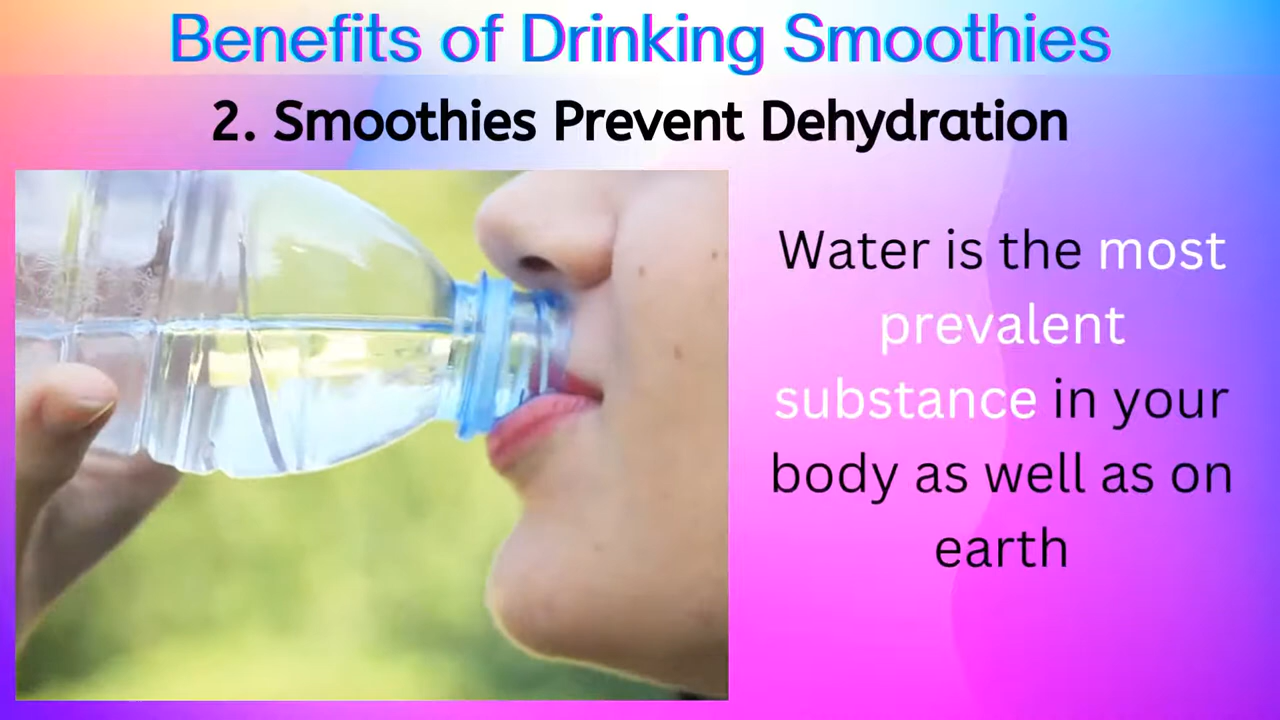 Benefits of Drinking Smoothies
2. Smoothies Prevent Dehydration
Water is the most
prevalent
substance in your
body as well as on
earth